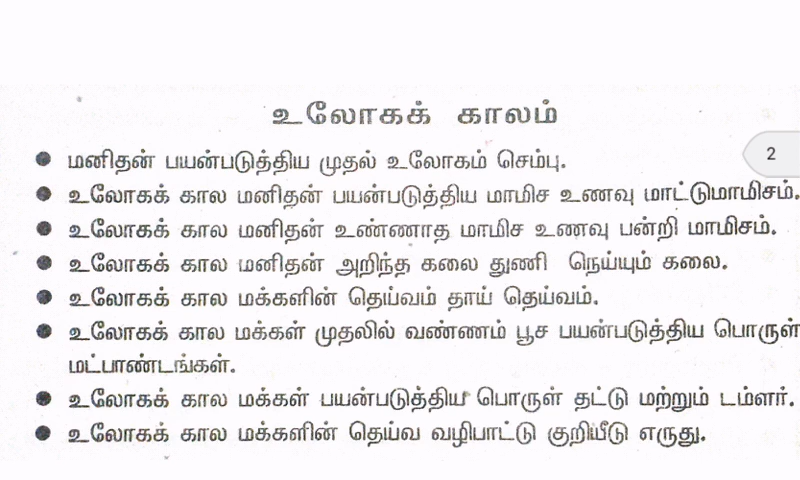 உலோகக் காலம்
● மனிதன் பயன்படுத்திய முதல் உலோகம் செம்பு.
2
● உலோகக் கால மனிதன் பயன்படுத்திய மாமிச உணவு மாட்டுமாமிசம்.
● உலோகக் கால மனிதன் உண்ணாத மாமிச உணவு பன்றி மாமிசம்.
● உலோகக் கால மனிதன் அறிந்த கலை துணி நெய்யும் கலை.
● உலோகக் கால மக்களின் தெய்வம் தாய் தெய்வம்.
● உலோகக் கால மக்கள் முதலில் வண்ணம் பூச பயன்படுத்திய பொருள்
மட்பாண்டங்கள்.
● உலோகக் கால மக்கள் பயன்படுத்திய பொருள் தட்டு மற்றும் டம்ளர்.
● உலோகக் கால மக்களின் தெய்வ வழிபாட்டு குறியீடு எருது.